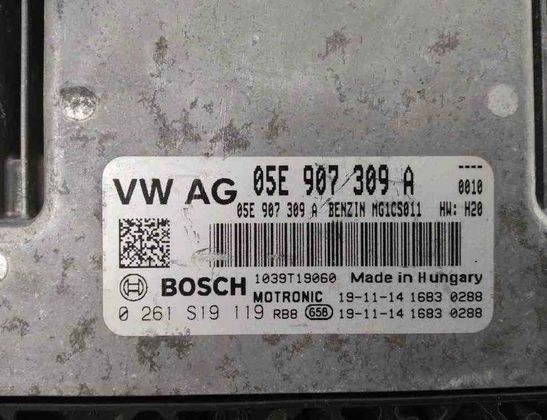 VW AG 05E 907 309 A 0010
05E 907 309 A BENZIN MG1CS011 HW: H20
BOSCH 1039T19060 Made in Hungary
MOTRONIC 19-11-14 1683 0288
0 261 S19 119 RB8 65B 19-11-14 1683 0288